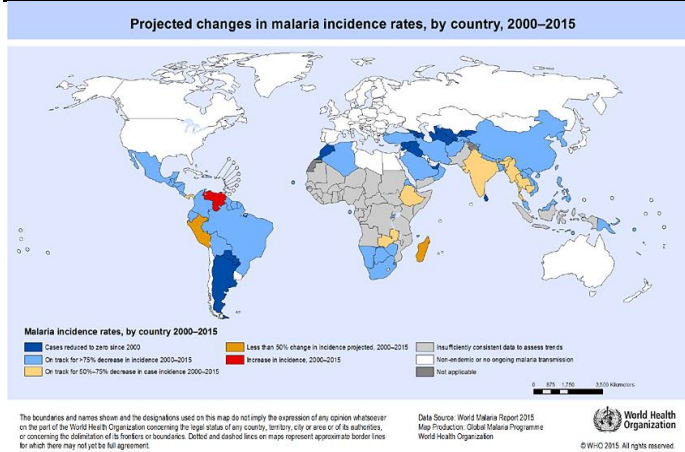 Projected changes in malaria incidence rates, by country, 2000–2015
Malaria incidence rates, by country 2000–2015
Cases reduced to zero since 2000
On track for >75% decrease in incidence 2000–2015
On track for 50%–75% decrease in case incidence 2000–2015
Less than 50% change in incidence projected, 2000–2015
Increase in incidence, 2000–2015
Insufficiently consistent data to assess trends
Non-endemic or no ongoing malaria transmission
Not applicable
0 875 1,750 3,500 Kilometers
The boundaries and names shown and the designations used on this map do not imply the expression of any opinion whatsoever
on the part of the World Health Organization concerning the legal status of any country, territory, city or area or of its authorities,
or concerning the delimitation of its frontiers or boundaries. Dotted and dashed lines on maps represent approximate border lines
for which there may not yet be full agreement.
Data Source: World Malaria Report 2015
Map Production: Global Malaria Programme
World Health Organization
World Health
Organization
© WHO 2015. All rights reserved.